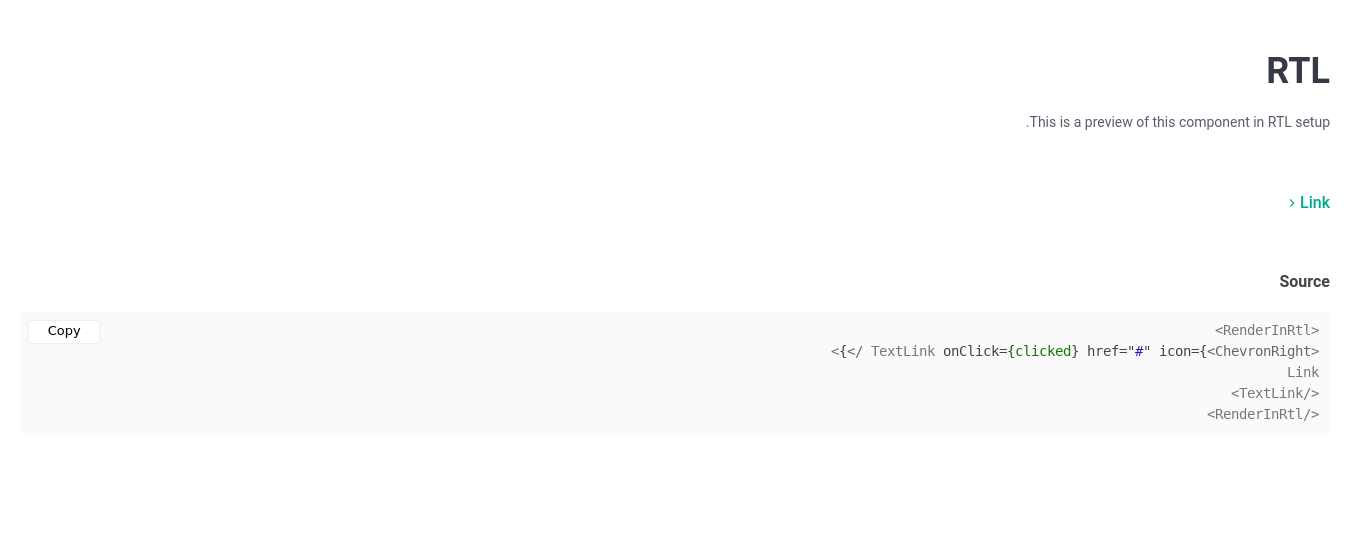 RTL
.This is a preview of this component in RTL setup
Link
Source
Copy
<RenderInRtl>
<{</ TextLink onClick={clicked} href="#" icon={<ChevronRight>
Link
<TextLink/>
<RenderInRtl/>